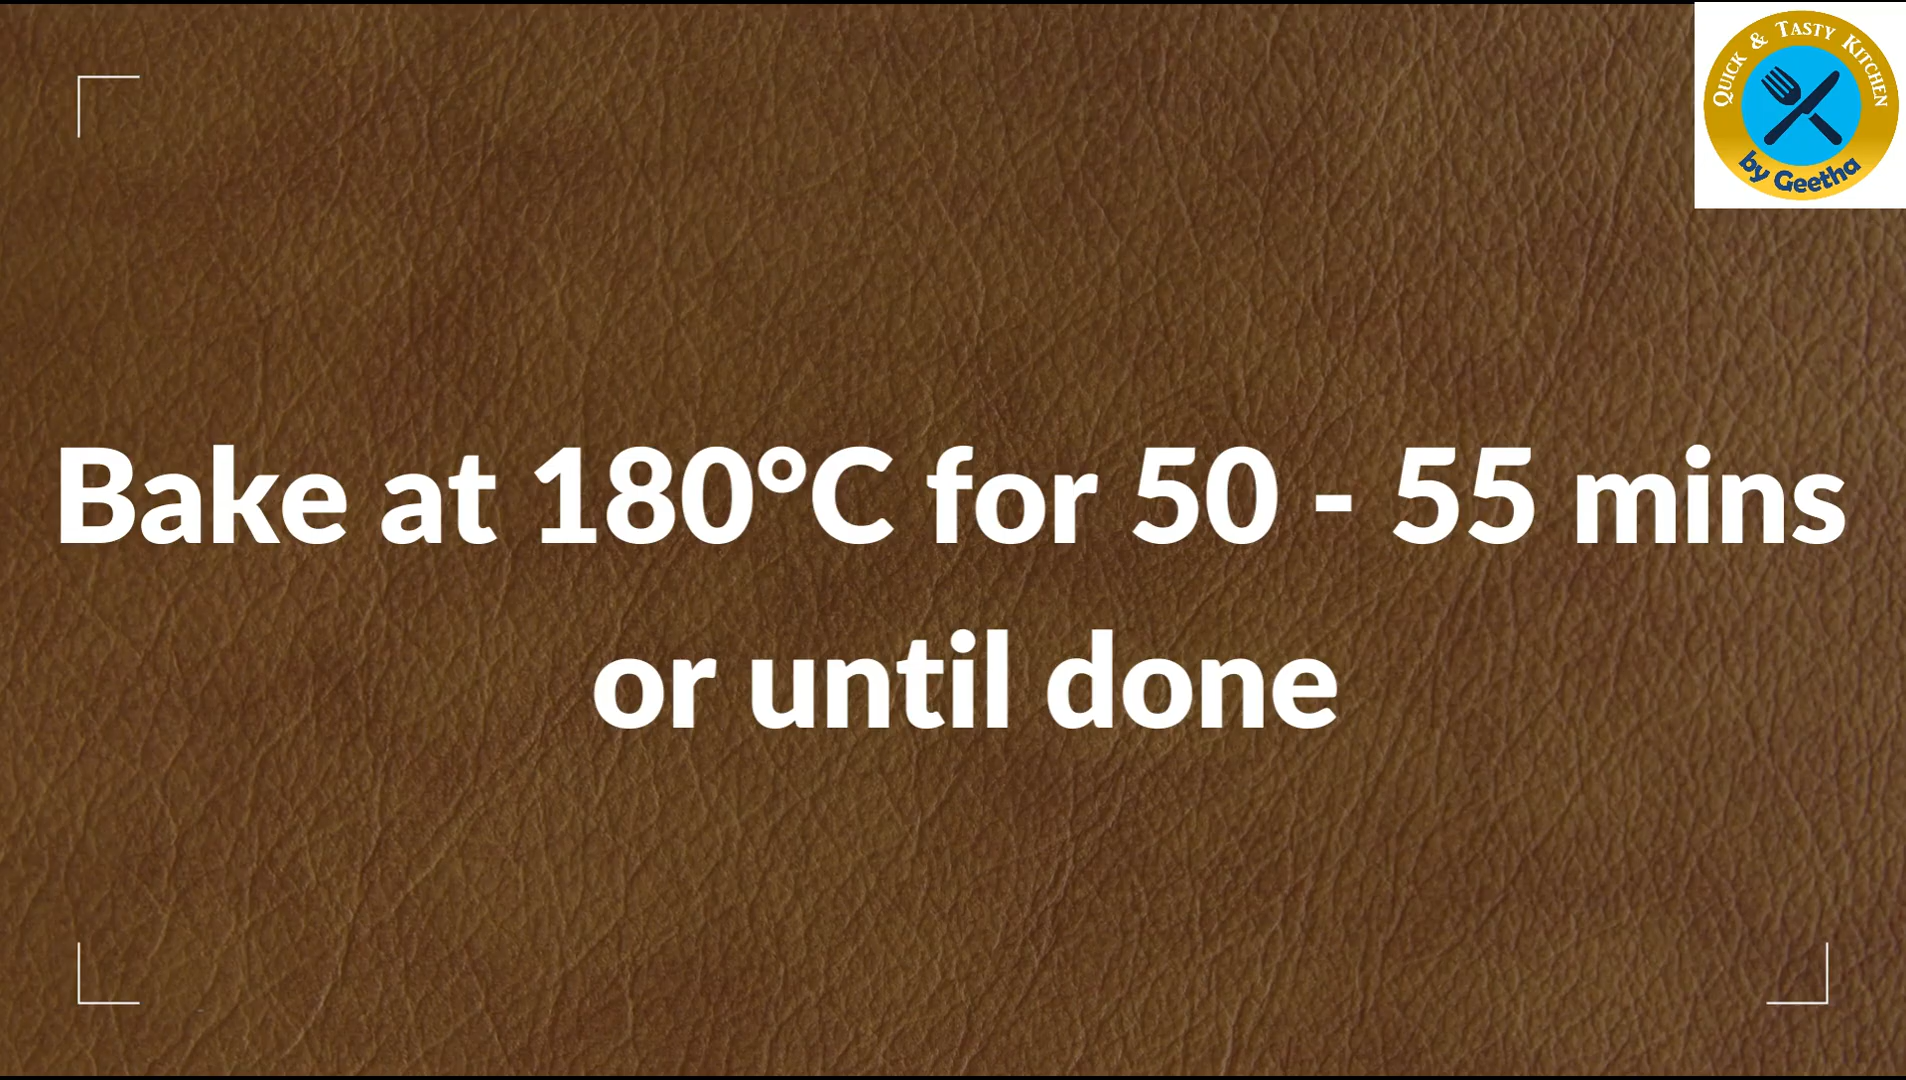 QUICK & TASTY KITCHEN
by Geetha
Bake at 180°C for 50 - 55 mins
or until done